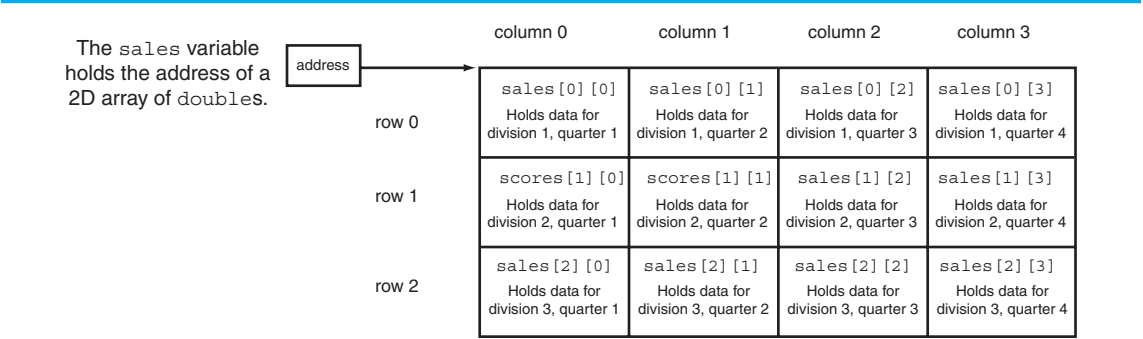 column 0 column 1 column 2 column 3
The sales variable
holds the address of a
2D array of doubles.
address
row 0
sales[0][0] sales[0][1] sales[0][2] sales[0][3]
Holds data for Holds data for Holds data for Holds data for
division 1, quarter 1 division 1, quarter 2 division 1, quarter 3 division 1, quarter 4
row 1
scores[1][0] scores[1][1] sales[1][2] sales[1][3]
Holds data for Holds data for Holds data for Holds data for
division 2, quarter 1 division 2, quarter 2 division 2, quarter 3 division 2, quarter 4
row 2
sales[2][0] sales[2][1] sales[2][2] sales[2][3]
Holds data for Holds data for Holds data for Holds data for
division 3, quarter 1 division 3, quarter 2 division 3, quarter 3 division 3, quarter 4